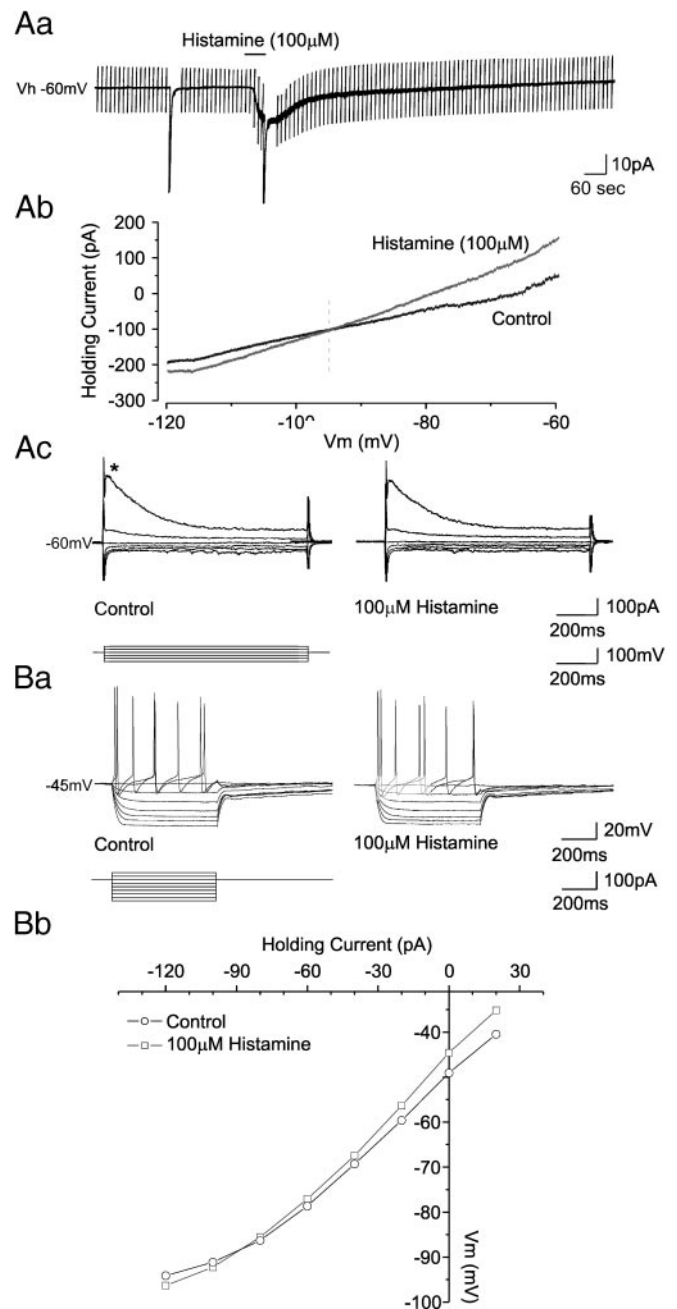 Aa
Histamine (100µM)
Vh -60mV
10pA
60 sec
Ab
Holding Current (pA)
200
100
0
-100
-200
-300
Histamine (100µM)
Control
-120
-10^
-80
-60
Vm (mV)
Ac
*
-60mV
Control
100µM Histamine
100pA
200ms
100mV
200ms
Ba
-45mV
Control
100µM Histamine
20mV
200ms
100pA
200ms
Bb
Holding Current (pA)
-120 -90 -60 -30 0 30
Control
100µM Histamine
-40
-60
-70
-80
-90
-100
Vm (mV)